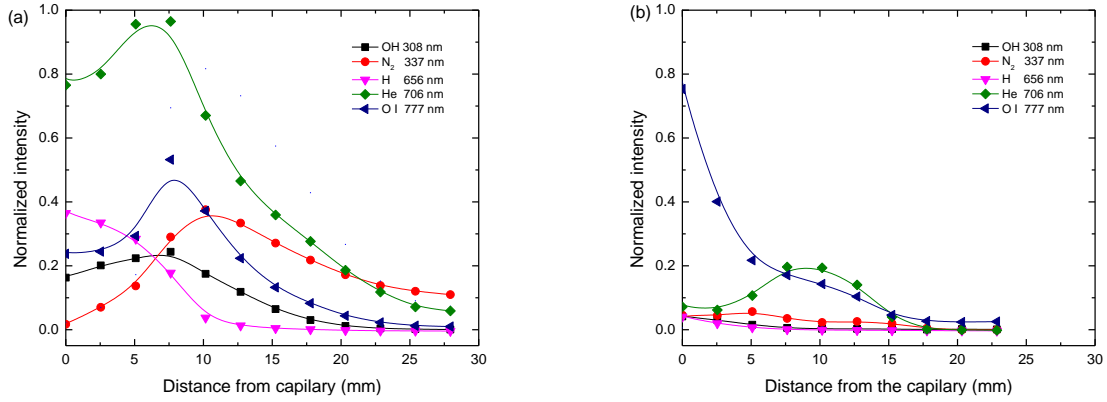 (a)
1.0
0.8
0.6
0.4
0.2
0.0
Normalized intensity
OH 308 nm
N₂ 337 nm
H 656 nm
He 706 nm
O I 777 nm
0 5 10 15 20 25 30
Distance from capilary (mm)
(b)
1.0
0.8
0.6
0.4
0.2
0.0
Normalized intensity
OH 308 nm
N₂ 337 nm
H 656 nm
He 706 nm
O I 777 nm
0 5 10 15 20 25 30
Distance from the capilary (mm)